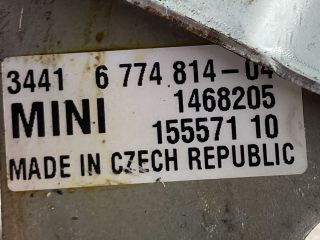 3441 6 774 814-04
MINI 1468205
155571 10
MADE IN CZECH REPUBLIC